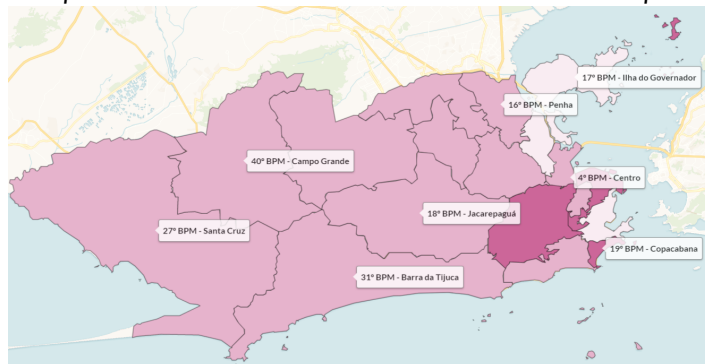 17º BPM - Ilha do Governador
16º BPM - Penha
40º BPM - Campo Grande
4º BPM - Centro
18º BPM - Jacarepaguá
27º BPM - Santa Cruz
19º BPM - Copacabana
31º BPM - Barra da Tijuca